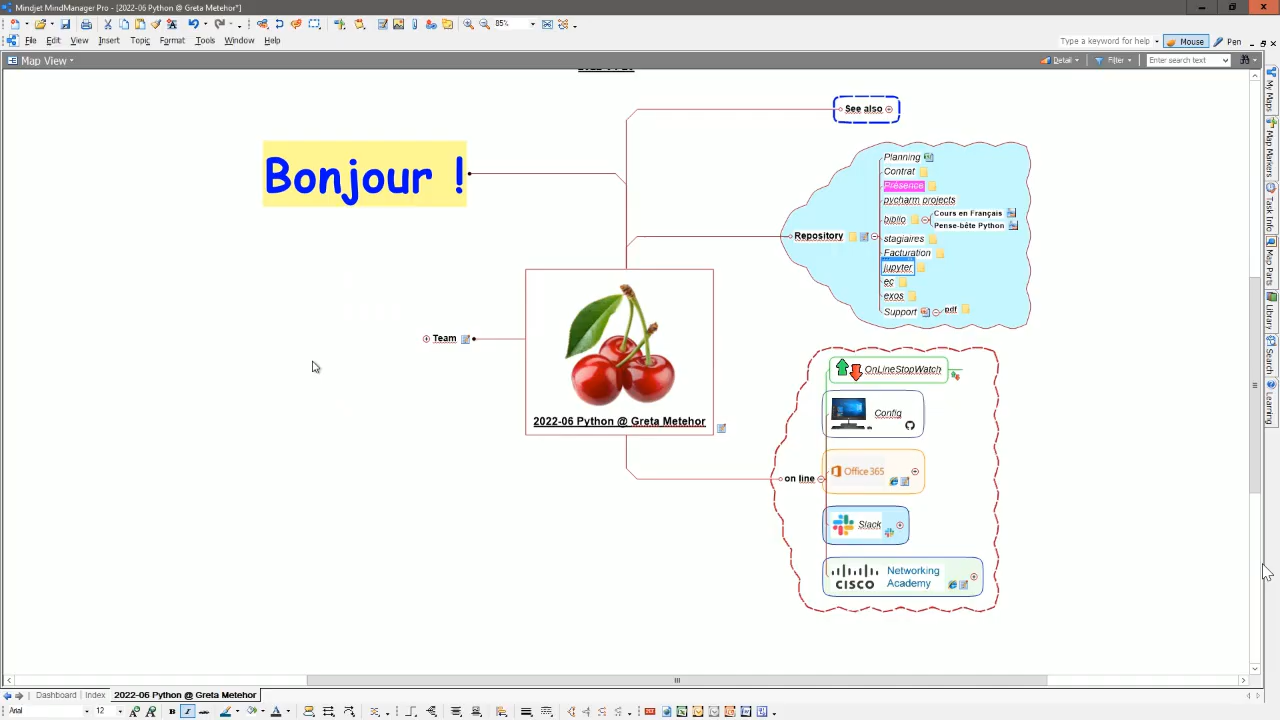 Mindjet MindManager Pro - [2022-06 Python @ Greta Metehor*]
85%
File Edit View Insert Topic Format Tools Window Help
Type a keyword for help
Mouse
Pen
Map View
Detail
Filter
Enter search text
See also
Bonjour !
Planning
Contrat
Présence
pycharm projects
biblio
Cours en Français
Pense-bête Python
Repository
stagiaires
Facturation
jupyter
ec
exos
Support
pdf
Team
2022-06 Python @ Greta Metehor
OnLineStopWatch
Config
on line
Office 365
Slack
CISCO
Networking
Academy
My Maps
Map Markers
Task Info
Map Parts
Library
Search
Learning
Dashboard
Index
2022-06 Python @ Greta Metehor
Arial
12